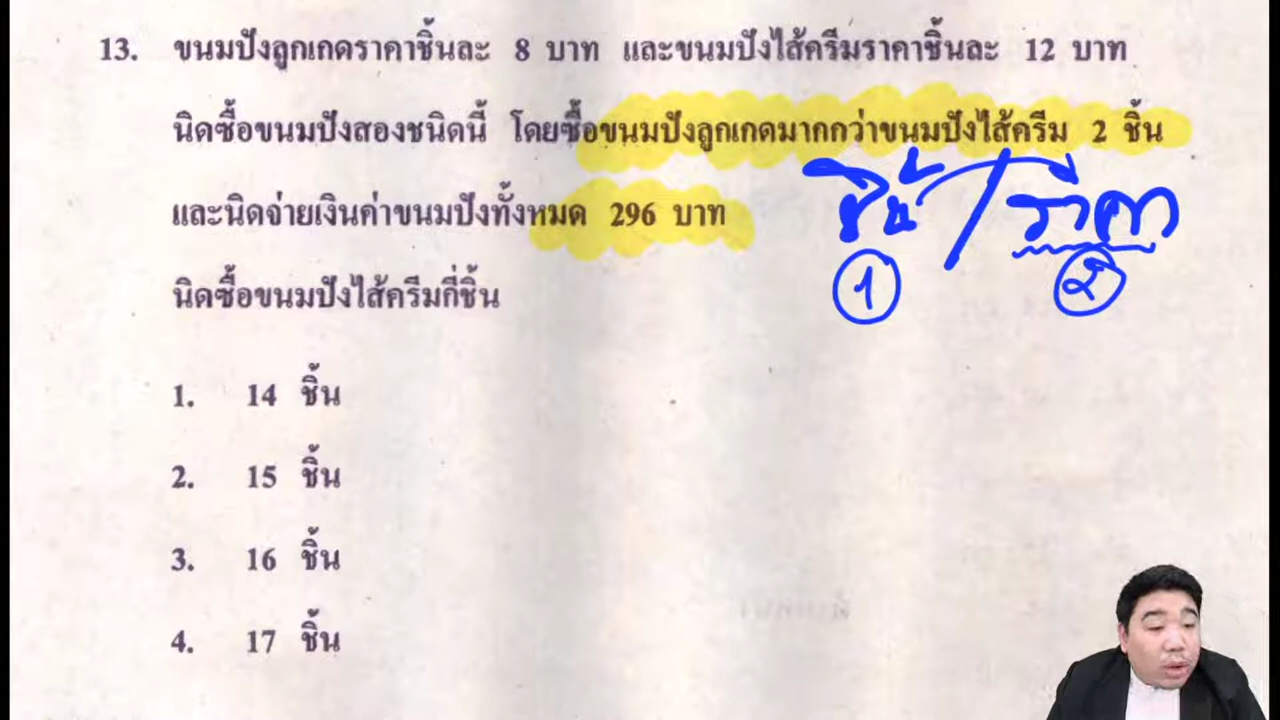 13. ขนมปังลูกเกดราคาชิ้นละ 8 บาท และขนมปังไส้ครีมราคาชิ้นละ 12 บาท
นิดซื้อขนมปังสองชนิดนี้ โดยซื้อขนมปังลูกเกดมากกว่าขนมปังไส้ครีม 2 ชิ้น
และนิดจ่ายเงินค่าขนมปังทั้งหมด 296 บาท
ชิ้น / ราคา
1 2
นิดซื้อขนมปังไส้ครีมกี่ชิ้น
1. 14 ชิ้น
2. 15 ชิ้น
3. 16 ชิ้น
4. 17 ชิ้น